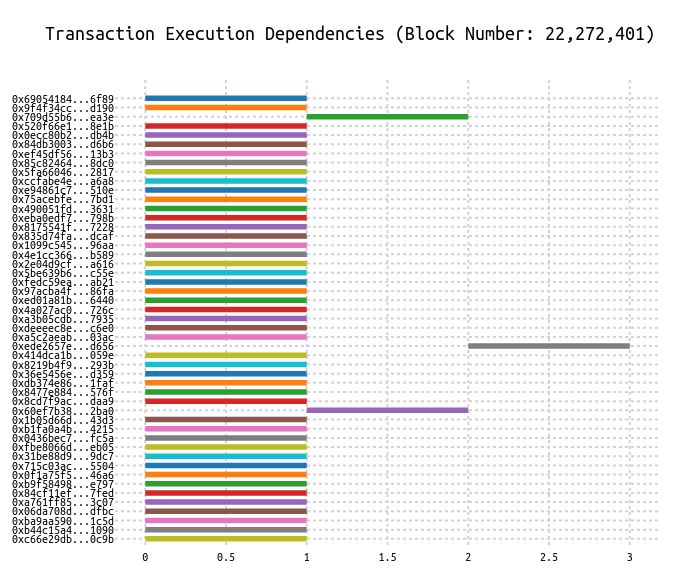 Transaction Execution Dependencies (Block Number: 22,272,401)
0x69054184...6f89
0x9f4f34cc...d190
0x709d55b6...ea3e
0x520f66e1...8e1b
0x0ecc80b2...db4b
0x84db3003...d6b6
0xef45df56...13b3
0x85c82464...8dc0
0x5fa66046...2817
0xccfabe4e...a6a8
0xe94861c7...510e
0x75acebfe...7bd1
0x490051fd...3631
0xeba0edf7...798b
0x8175541f...7228
0x835d74fa...dcaf
0x1099c545...96aa
0x4e1cc366...b589
0x2e04d9cf...a616
0x5be639b6...c55e
0xfedc59ea...ab21
0x97acba4f...86fa
0xed01a81b...6440
0x4a027ac0...726c
0xa3b05cdb...7935
0xdeeeec8e...c6e0
0xa5c2aeab...03ac
0xede2657e...d656
0x414dca1b...059e
0x8219b4f9...293b
0x36e5456e...d359
0xdb374e86...1faf
0x8477e884...576f
0x8cd7f9ac...daa9
0x60ef7b38...2ba0
0x1b05d66d...43d3
0xb1fa0a4b...4215
0x0436bec7...fc5a
0xfbe8066d...eb05
0x31be88d9...9dc7
0x715c03ac...5504
0x0f1a75f5...46a6
0xb9f58498...e797
0x84cf11ef...7fed
0xa761ff85...3c07
0x06da708d...dfbc
0xba9aa590...1c5d
0xb44c15a4...1090
0xc66e29db...0c9b
0 0.5 1 1.5 2 2.5 3